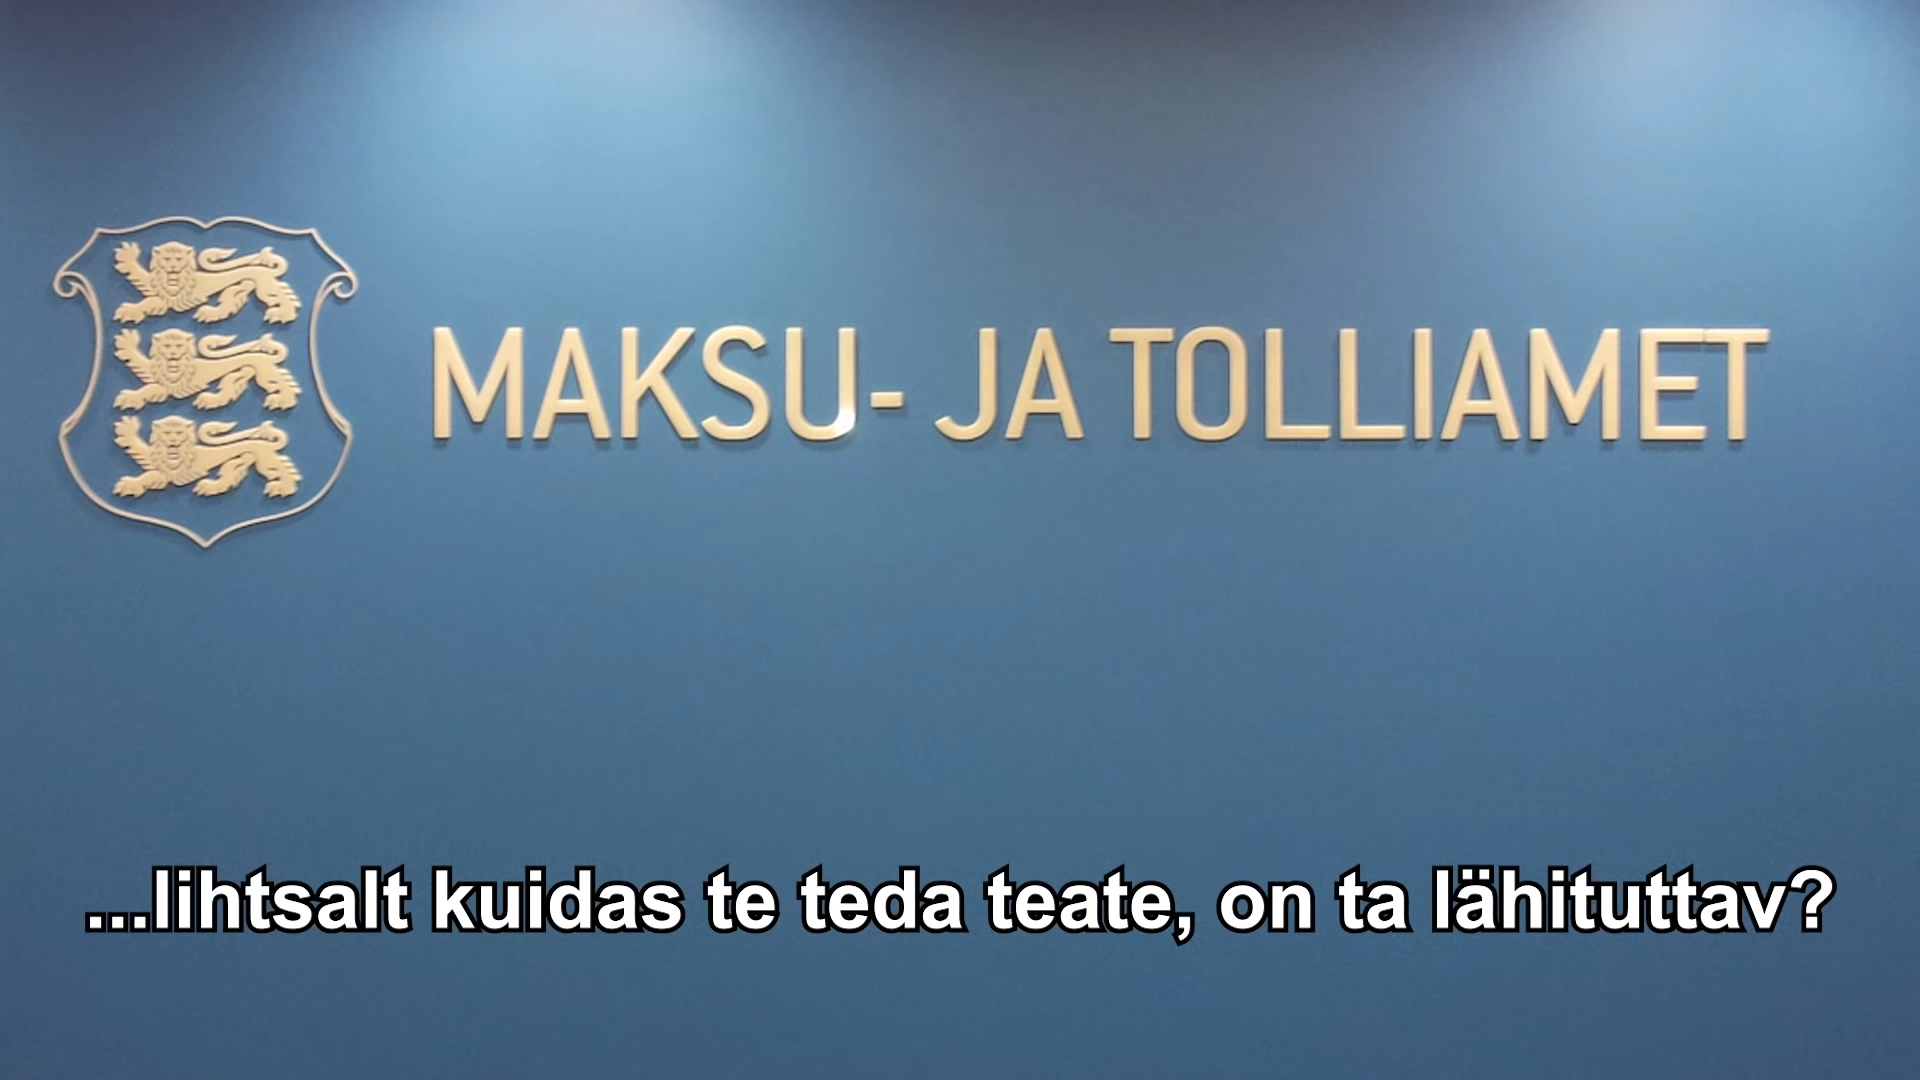 MAKSU- JA TOLLIAMET
...lihtsalt kuidas te teda teate, on ta lähituttav?